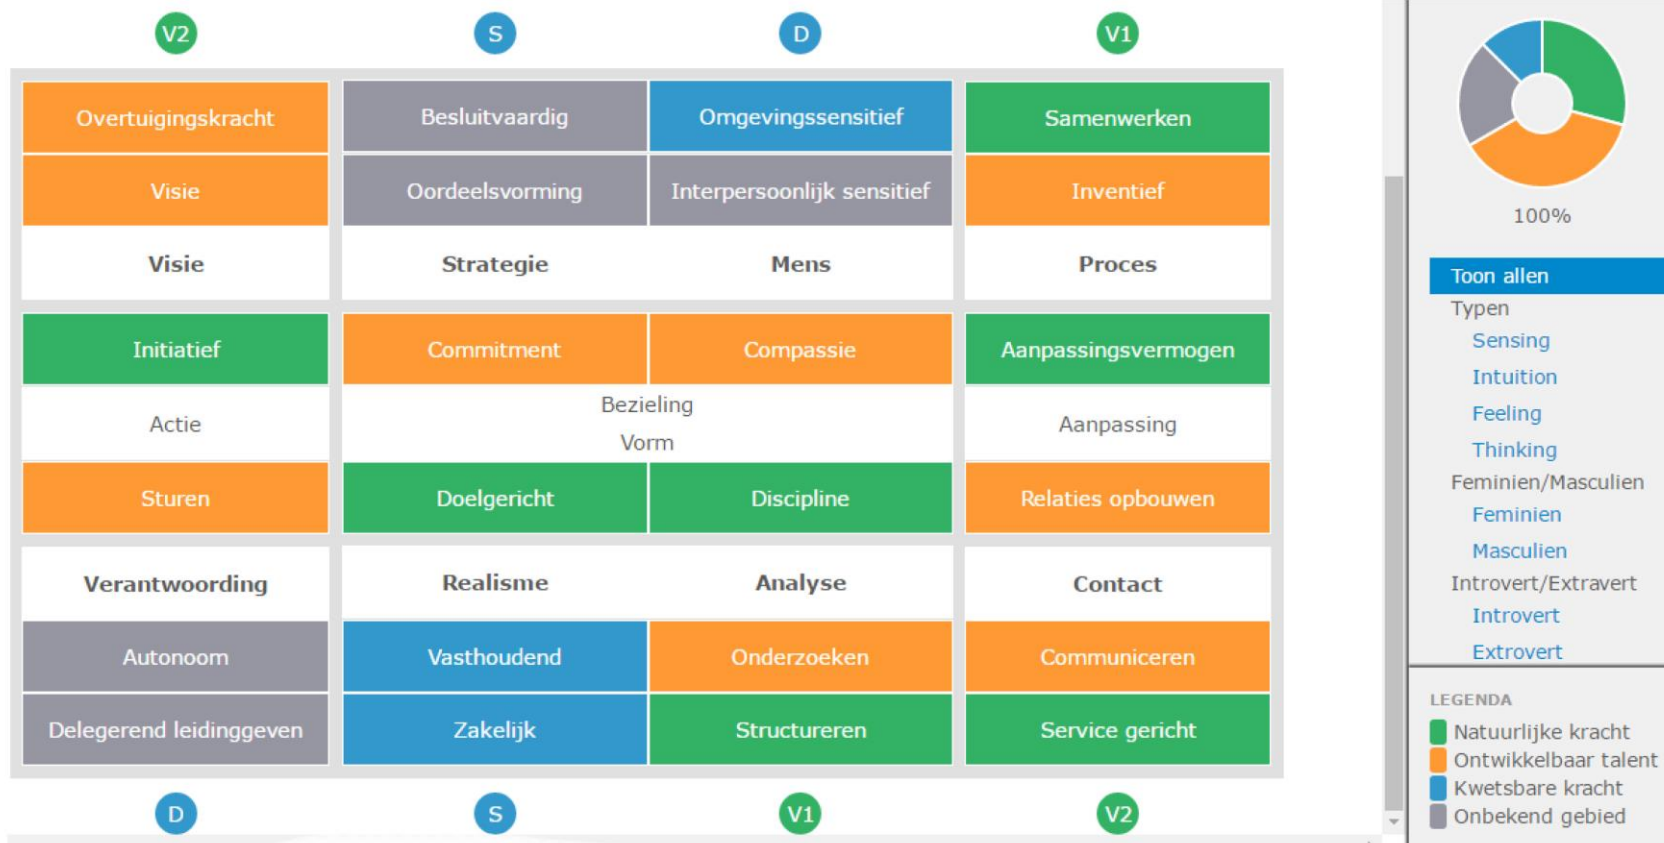 V2 S D V1
Overtuigingskracht Besluitvaardig Omgevingssensitief Samenwerken
Visie Oordeelsvorming Interpersoonlijk sensitief Inventief
Visie Strategie Mens Proces
Initiatief Commitment Compassie Aanpassingsvermogen
Bezieling
Actie Aanpassing
Vorm
Sturen Doelgericht Discipline Relaties opbouwen
Verantwoording Realisme Analyse Contact
Autonoom Vasthoudend Onderzoeken Communiceren
Delegerend leidinggeven Zakelijk Structureren Service gericht
D S V1 V2
100%
Toon allen
Typen
Sensing
Intuition
Feeling
Thinking
Feminien/Masculien
Feminien
Masculien
Introvert/Extravert
Introvert
Extrovert
LEGENDA
Natuurlijke kracht
Ontwikkelbaar talent
Kwetsbare kracht
Onbekend gebied